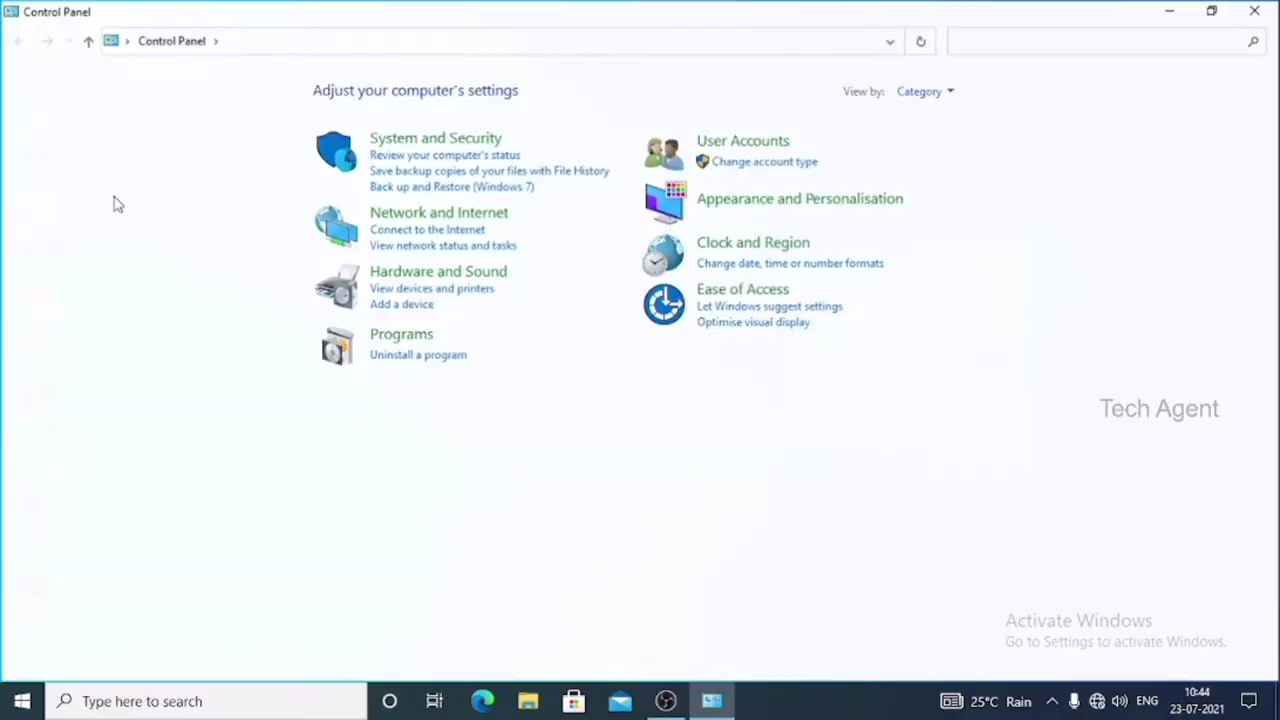 Control Panel
Control Panel
Adjust your computer's settings
View by: Category
System and Security
Review your computer's status
Save backup copies of your files with File History
Back up and Restore (Windows 7)
Network and Internet
Connect to the Internet
View network status and tasks
Hardware and Sound
View devices and printers
Add a device
Programs
Uninstall a program
User Accounts
Change account type
Appearance and Personalisation
Clock and Region
Change date, time or number formats
Ease of Access
Let Windows suggest settings
Optimise visual display
Tech Agent
Activate Windows
Go to Settings to activate Windows.
Type here to search
25°C Rain
ENG
10:44
23-07-2021